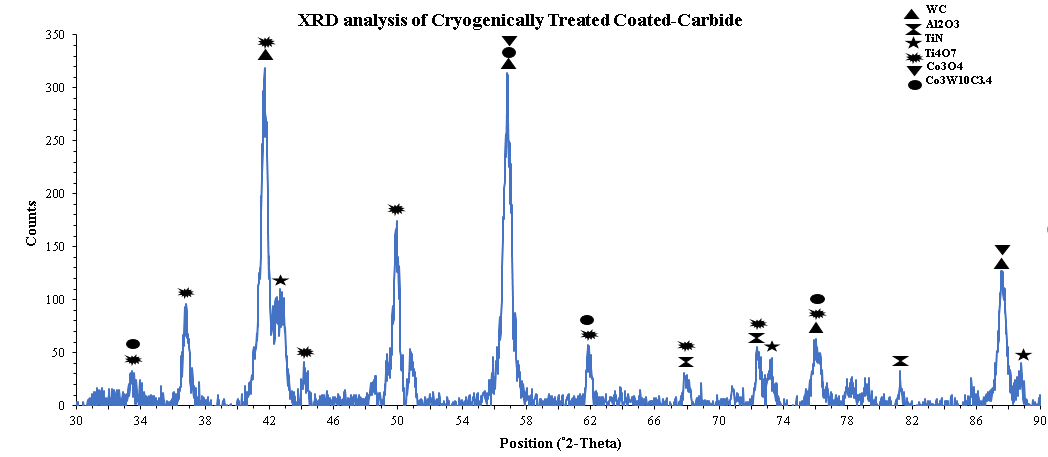 XRD analysis of Cryogenically Treated Coated-Carbide
WC
Al2O3
TiN
Ti4O7
Co3O4
Co3W10C3.4
350
300
250
200
150
100
50
0
Counts
30 34 38 42 46 50 54 58 62 66 70 74 78 82 86 90
Position (°2-Theta)